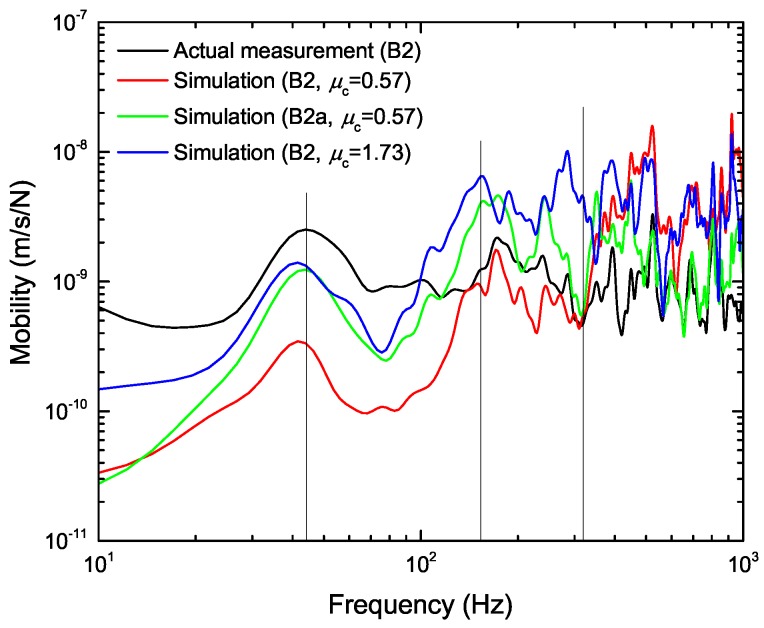 10⁻⁷
Actual measurement (B2)
Simulation (B2, μc=0.57)
Simulation (B2a, μc=0.57)
Simulation (B2, μc=1.73)
10⁻⁸
10⁻⁹
10⁻¹⁰
10⁻¹¹
Mobility (m/s/N)
10¹
10²
10³
Frequency (Hz)